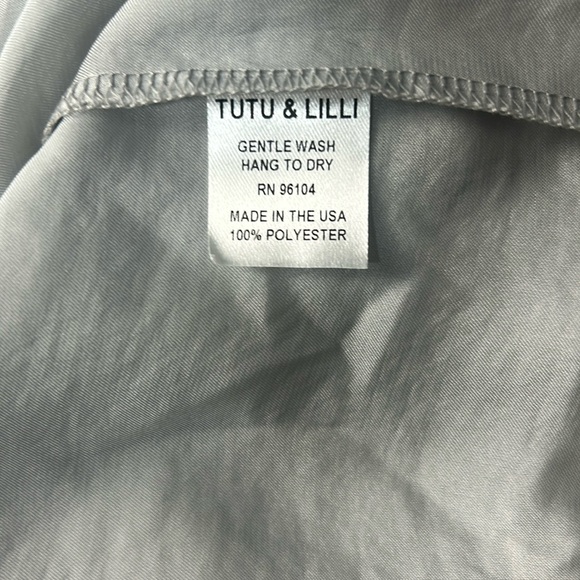 TUTU & LILLI
GENTLE WASH
HANG TO DRY
RN 96104
MADE IN THE USA
100% POLYESTER